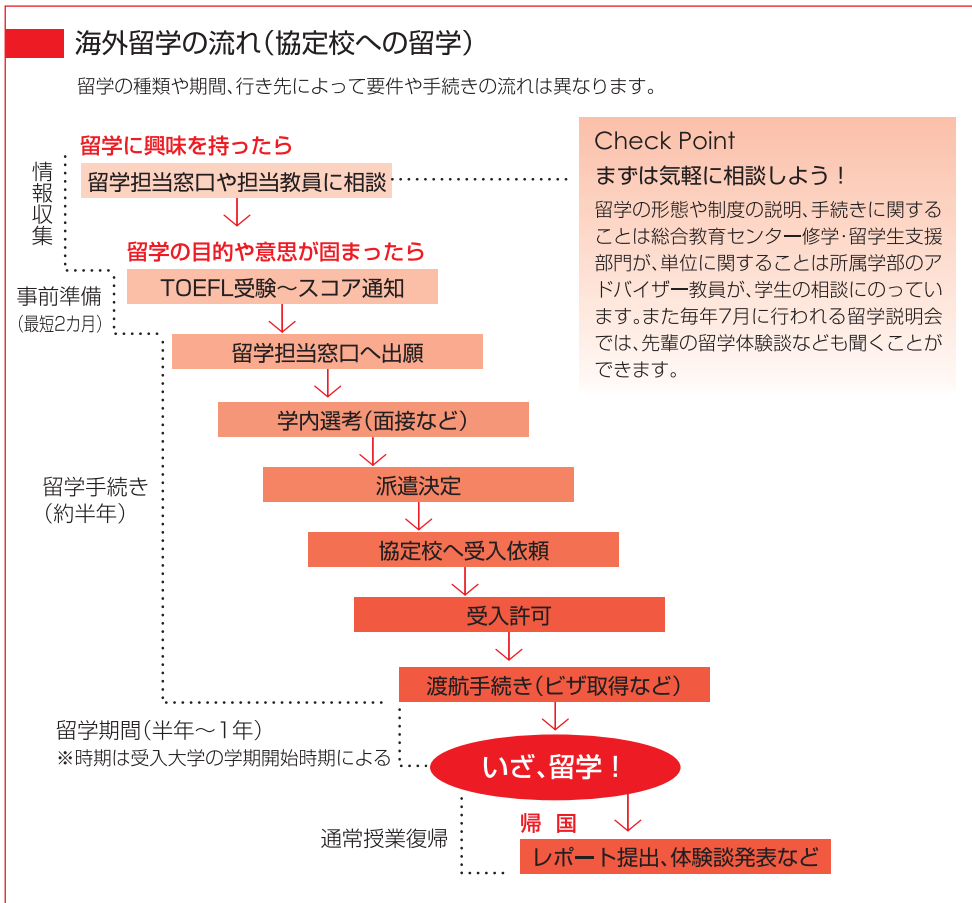 海外留学の流れ（協定校への留学）
留学の種類や期間、行き先によって要件や手続きの流れは異なります。
留学に興味を持ったら
留学担当窓口や担当教員に相談
情報収集
Check Point
まずは気軽に相談しよう！
留学の形態や制度の説明、手続きに関する
ことは総合教育センター修学・留学生支援
部門が、単位に関することは所属学部のア
ドバイザー教員が、学生の相談にのってい
ます。また毎年7月に行われる留学説明会
では、先輩の留学体験談なども聞くことが
できます。
留学の目的や意思が固まったら
TOEFL受験〜スコア通知
事前準備
（最短2カ月）
留学担当窓口へ出願
学内選考（面接など）
派遣決定
留学手続き
（約半年）
協定校へ受入依頼
受入許可
渡航手続き（ビザ取得など）
留学期間（半年〜1年）
※時期は受入大学の学期開始時期による
いざ、留学！
帰 国
通常授業復帰
レポート提出、体験談発表など